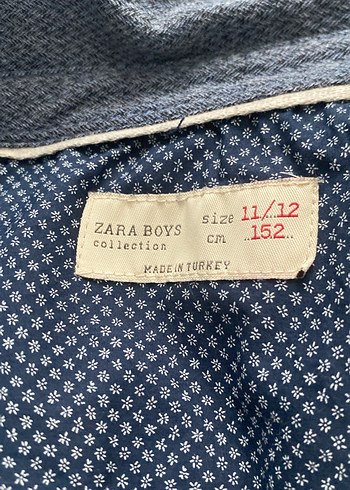 ZARA BOYS size 11/..12
collection cm ..152..
MADE IN TURKEY